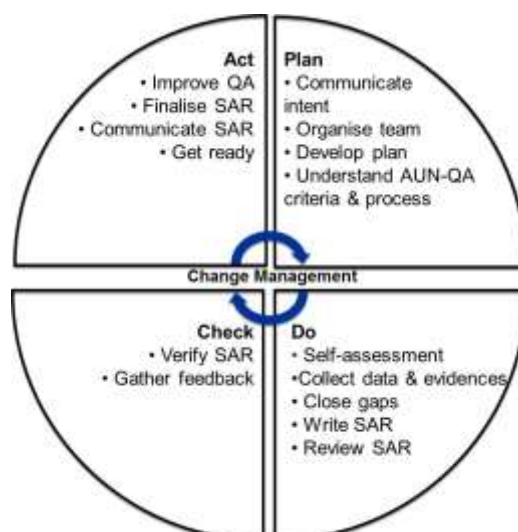 Act
• Improve QA
• Finalise SAR
• Communicate SAR
• Get ready
Plan
• Communicate
intent
• Organise team
• Develop plan
• Understand AUN-QA
criteria & process
Change Management
Check
• Verify SAR
• Gather feedback
Do
• Self-assessment
•Collect data & evidences
• Close gaps
• Write SAR
• Review SAR